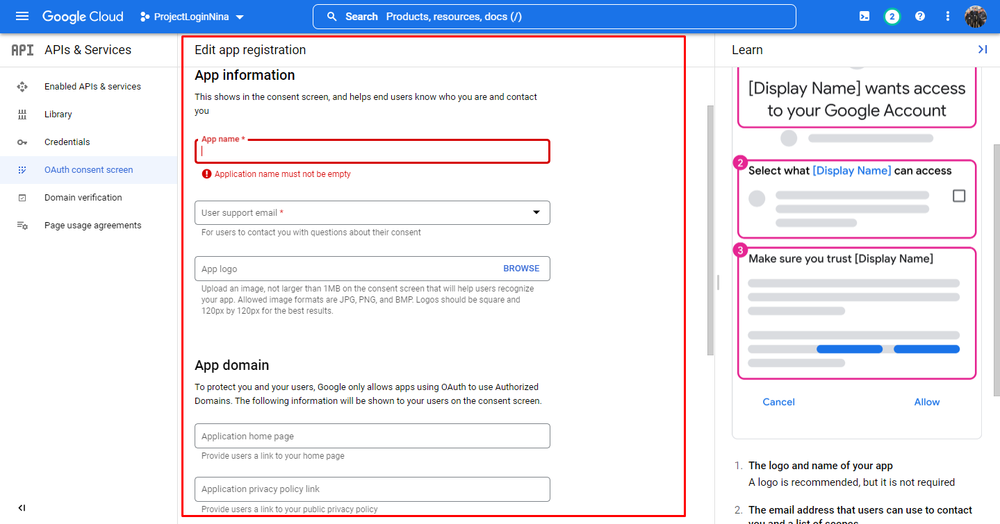 Google Cloud
ProjectLoginNina
Search Products, resources, docs (/)
2
API APIs & Services
Enabled APIs & services
Library
Credentials
OAuth consent screen
Domain verification
Page usage agreements
Edit app registration
App information
This shows in the consent screen, and helps end users know who you are and contact
you
App name *
Application name must not be empty
User support email *
For users to contact you with questions about their consent
App logo
BROWSE
Upload an image, not larger than 1MB on the consent screen that will help users recognize
your app. Allowed image formats are JPG, PNG, and BMP. Logos should be square and
120px by 120px for the best results.
App domain
To protect you and your users, Google only allows apps using OAuth to use Authorized
Domains. The following information will be shown to your users on the consent screen.
Application home page
Provide users a link to your home page
Application privacy policy link
Provide users a link to your public privacy policy
Learn
[Display Name] wants access
to your Google Account
2
Select what [Display Name] can access
3
Make sure you trust [Display Name]
Cancel
Allow
1. The logo and name of your app
A logo is recommended, but it is not required
2. The email address that users can use to contact
you and a list of scopes